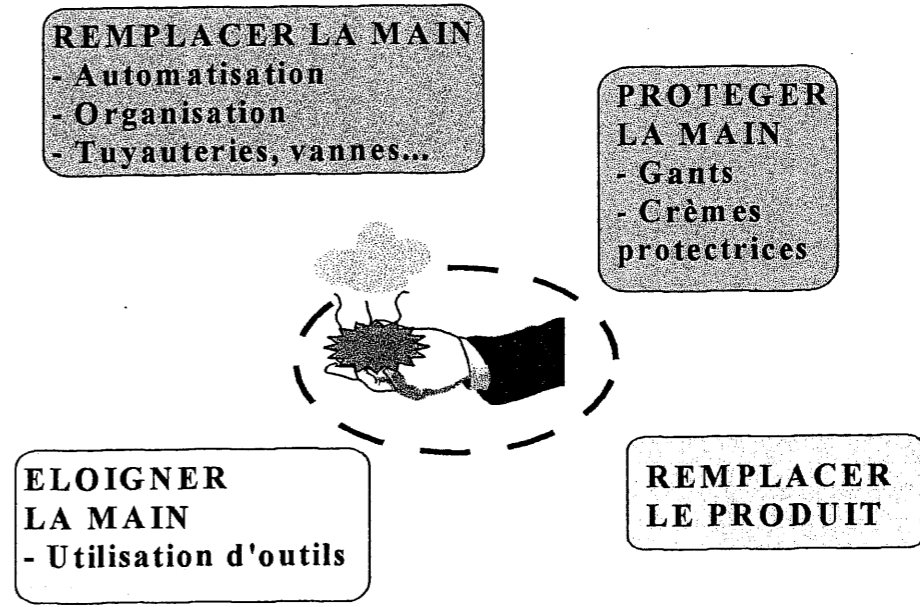 REMPLACER LA MAIN
- Automatisation
- Organisation
- Tuyauteries, vannes...
PROTEGER
LA MAIN
- Gants
- Crèmes
protectrices
ELOIGNER
LA MAIN
- Utilisation d'outils
REMPLACER
LE PRODUIT